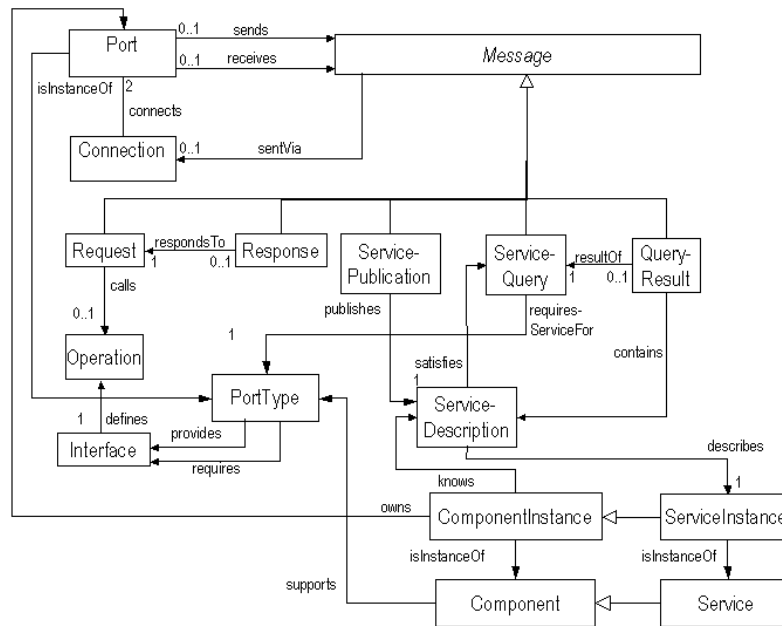 0..1
sends
Port
Message
0..1
receives
isInstanceOf
2
connects
Connection
0..1
sentVia
Request
respondsTo
1
0..1
Response
Service-
Publication
Service-
Query
resultOf
1
0..1
Query-
Result
calls
0..1
publishes
requires-
ServiceFor
1
Operation
satisfies
contains
1
PortType
Service-
Description
1
defines
provides
Interface
requires
describes
knows
1
owns
ComponentInstance
ServiceInstance
isInstanceOf
isInstanceOf
supports
Component
Service